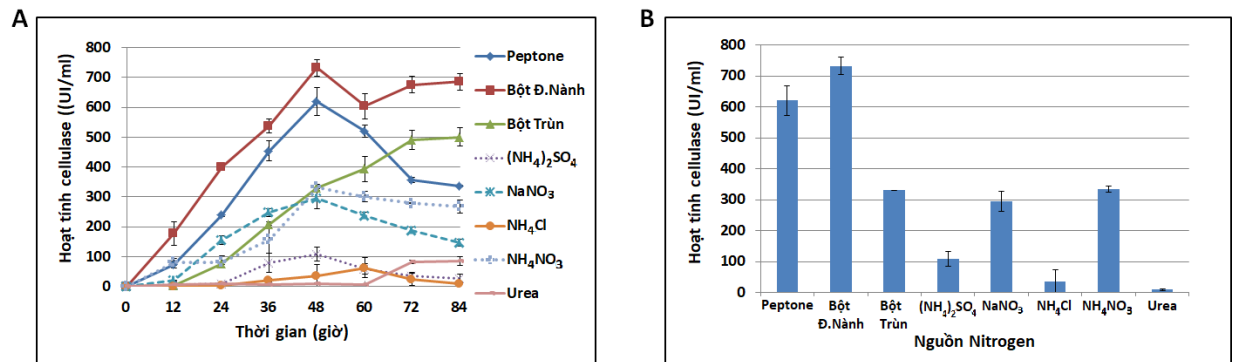 A
Hoạt tính cellulase ((UI/ml)
800
700
600
500
400
300
200
100
0
0 12 24 36 48 60 72 84
Thời gian (giờ)
Peptone
Bột Đ.Nành
Bột Trùn
(NH4)2SO4
NaNO3
NH4Cl
NH4NO3
Urea
B
Hoạt tính cellulase (UI/ml)
800
700
600
500
400
300
200
100
0
Peptone Bột Đ.Nành Bột Trùn (NH4)2SO4 NaNO3 NH4Cl NH4NO3 Urea
Nguồn Nitrogen